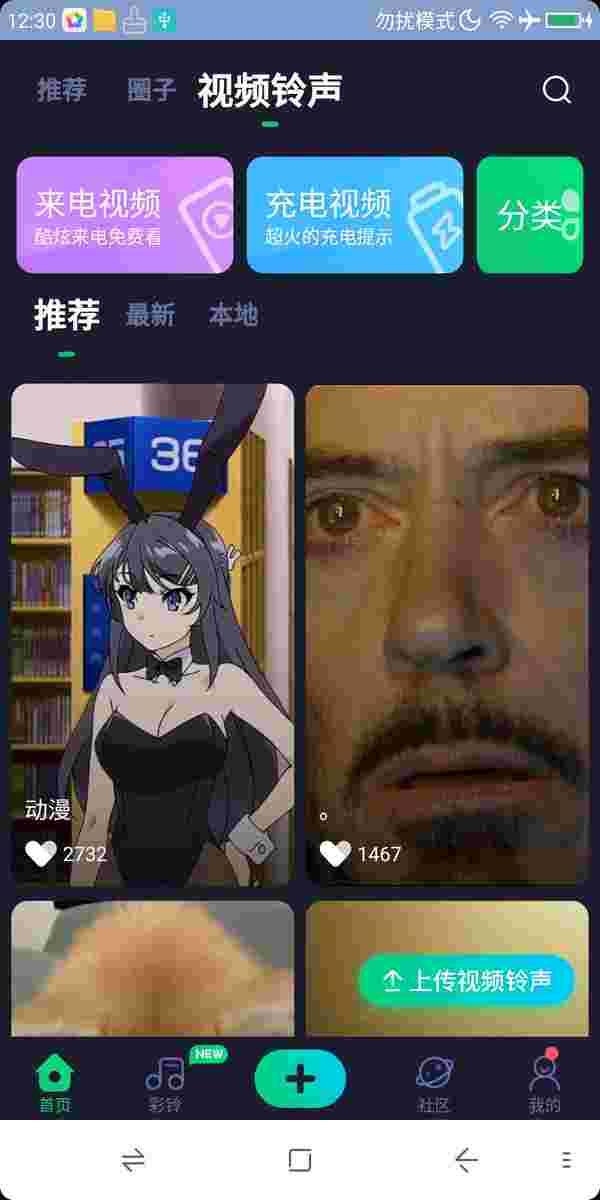 12:30
勿扰模式
推荐
圈子
视频铃声
来电视频
酷炫来电免费看
充电视频
超火的充电提示
分类
推荐
最新
本地
36
动漫
2732
。
1467
上传视频铃声
NEW
首页
彩铃
社区
我的